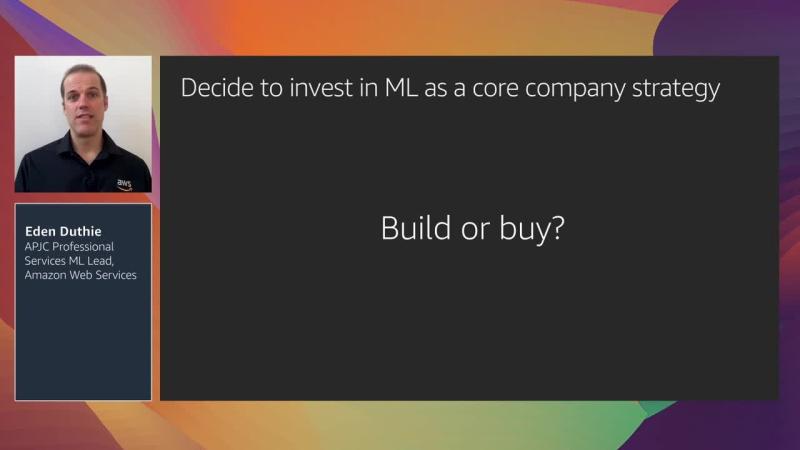 Decide to invest in ML as a core company strategy
Build or buy?
aws
Eden Duthie
APJC Professional
Services ML Lead,
Amazon Web Services